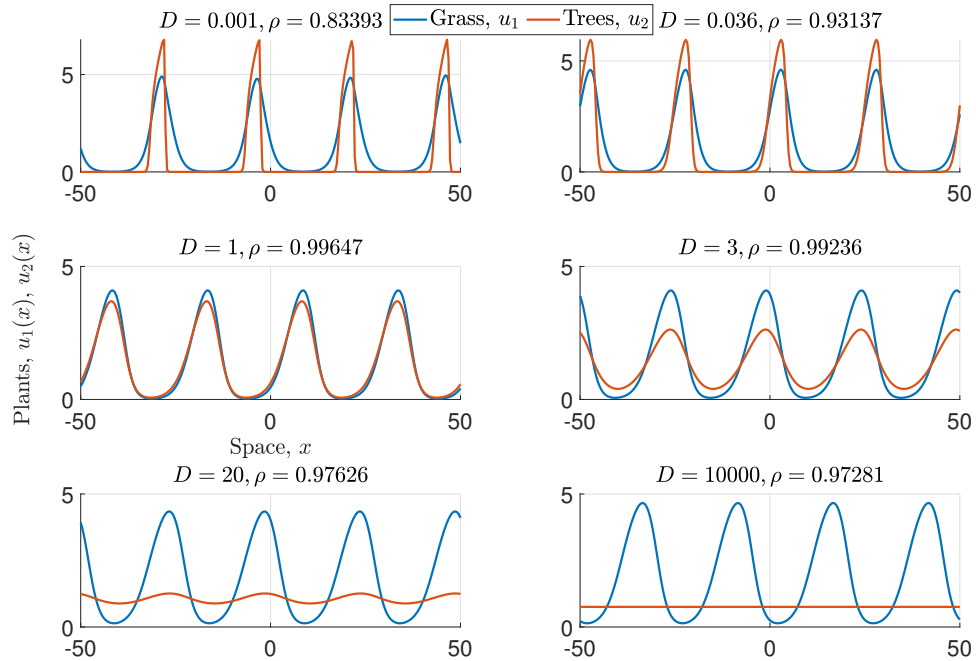 D = 0.001, ρ = 0.83393
Grass, u₁
Trees, u₂
D = 0.036, ρ = 0.93137
5
0
-50 0 50
5
0
-50 0 50
D = 1, ρ = 0.99647
D = 3, ρ = 0.99236
5
0
-50 0 50
5
0
-50 0 50
Plants, u₁(x), u₂(x)
Space, x
D = 20, ρ = 0.97626
D = 10000, ρ = 0.97281
5
0
-50 0 50
5
0
-50 0 50